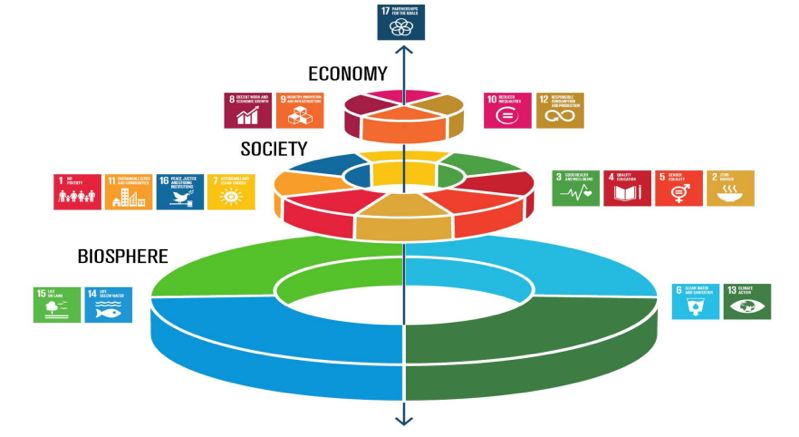 17 PARTNERSHIPS
FOR THE GOALS
ECONOMY
8 DECENT WORK AND
ECONOMIC GROWTH
9 INDUSTRY, INNOVATION
AND INFRASTRUCTURE
10 REDUCED
INEQUALITIES
12 RESPONSIBLE
CONSUMPTION
AND PRODUCTION
SOCIETY
1 NO
POVERTY
11 SUSTAINABLE CITIES
AND COMMUNITIES
16 PEACE, JUSTICE
AND STRONG
INSTITUTIONS
7 AFFORDABLE AND
CLEAN ENERGY
3 GOOD HEALTH
AND WELL-BEING
4 QUALITY
EDUCATION
5 GENDER
EQUALITY
2 ZERO
HUNGER
BIOSPHERE
15 LIFE
ON LAND
14 LIFE
BELOW WATER
6 CLEAN WATER
AND SANITATION
13 CLIMATE
ACTION